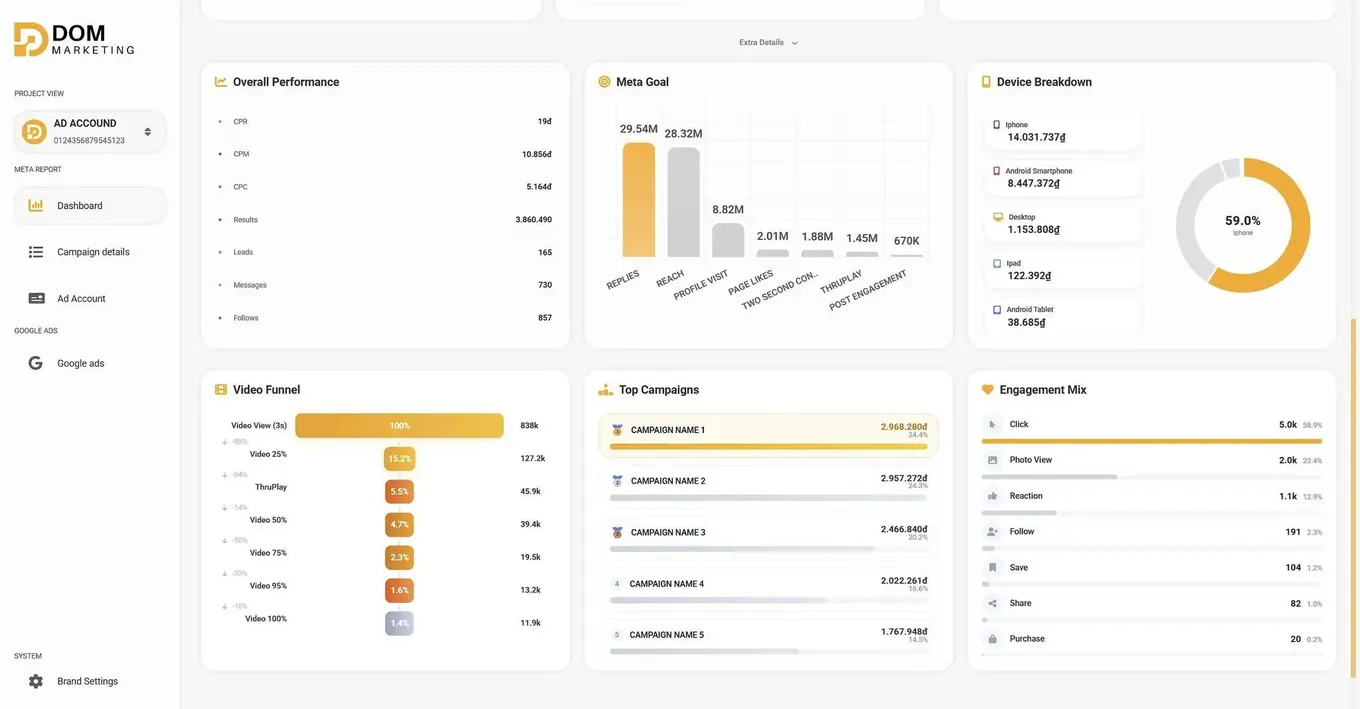 DOM
MARKETING
PROJECT VIEW
AD ACCOUND
0124356879545123
META REPORT
Dashboard
Campaign details
Ad Account
GOOGLE ADS
Google ads
SYSTEM
Brand Settings
Extra Details
Overall Performance
CPR 19đ
CPM 10.856đ
CPC 5.164đ
Results 3.860.490
Leads 165
Messages 730
Follows 857
Meta Goal
29.54M 28.32M 8.82M 2.01M 1.88M 1.45M 670K
REPLIES REACH PROFILE VISIT PAGE LIKES TWO SECOND CON.. THRUPLAY POST ENGAGEMENT
Device Breakdown
Iphone
14.031.737₫
Android Smartphone
8.447.372₫
Desktop
1.153.808₫
Ipad
122.392₫
Android Tablet
38.685₫
59.0%
Iphone
Video Funnel
Video View (3s) 100% 838k
-85%
Video 25% 15.2% 127.2k
-64%
ThruPlay 5.5% 45.9k
-14%
Video 50% 4.7% 39.4k
-50%
Video 75% 2.3% 19.5k
Video 95% 1.6% 13.2k
-10%
Video 100% 1.4% 11.9k
Top Campaigns
1 CAMPAIGN NAME 1 2.968.280đ
24.4%
2 CAMPAIGN NAME 2 2.957.272đ
24.3%
3 CAMPAIGN NAME 3 2.466.840đ
20.2%
4 CAMPAIGN NAME 4 2.022.261đ
16.6%
5 CAMPAIGN NAME 5 1.767.948đ
14.5%
Engagement Mix
Click 5.0k 58.9%
Photo View 2.0k 23.4%
Reaction 1.1k 12.9%
Follow 191 2.3%
Save 104 1.2%
Share 82 1.0%
Purchase 20 0.2%